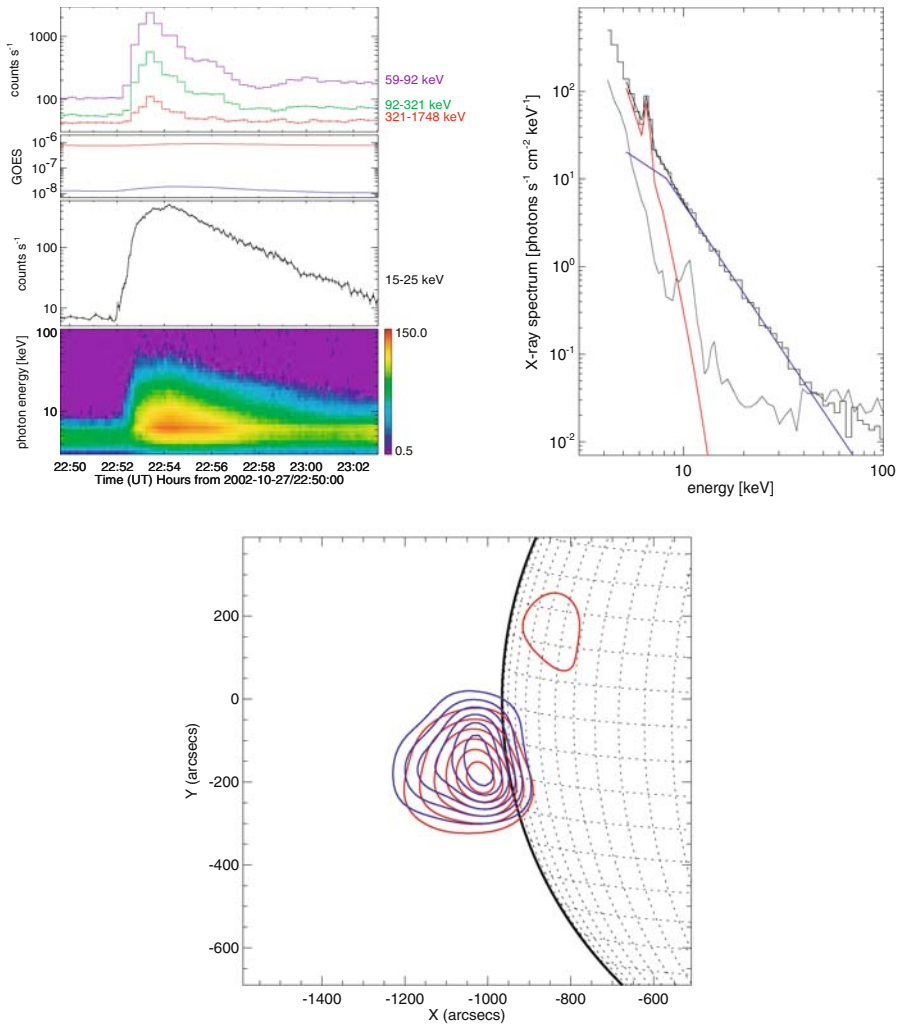 counts s⁻¹
1000
100
59-92 keV
92-321 keV
321-1748 keV
GOES
10⁻⁶
10⁻⁷
10⁻⁸
counts s⁻¹
100
10
15-25 keV
photon energy [keV]
100
10
150.0
0.5
22:50 22:52 22:54 22:56 22:58 23:00 23:02
Time (UT) Hours from 2002-10-27/22:50:00
X-ray spectrum [photons s⁻¹ cm⁻² keV⁻¹]
10²
10¹
10⁰
10⁻¹
10⁻²
10 100
energy [keV]
Y (arcsecs)
200
0
-200
-400
-600
-1400 -1200 -1000 -800 -600
X (arcsecs)